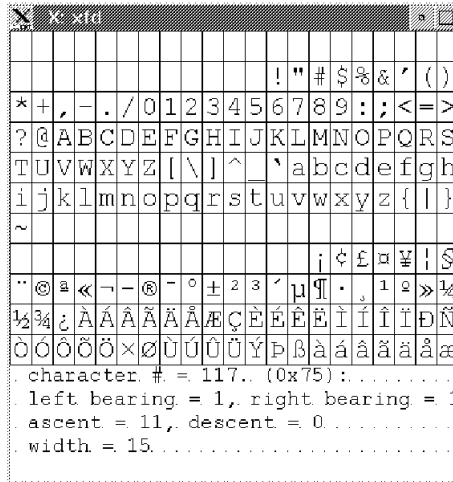 X: xfd
! " # $ % & ' ( )
* + , - . / 0 1 2 3 4 5 6 7 8 9 : ; < = >
? @ A B C D E F G H I J K L M N O P Q R S
T U V W X Y Z [ \ ] ^ _ ` a b c d e f g h
i j k l m n o p q r s t u v w x y z { | }
~
¡ ¢ £ ¤ ¥ ¦ §
¨ © ª « ¬ - ® ¯ ° ± ² ³ ´ µ ¶ · ¸ ¹ º » ¼
½ ¾ ¿ À Á Â Ã Ä Å Æ Ç È É Ê Ë Ì Í Î Ï Ð Ñ
Ò Ó Ô Õ Ö × Ø Ù Ú Û Ü Ý Þ ß à á â ã ä å æ
character # = 117. (0x75):
left bearing = 1, right bearing = 1
ascent = 11, descent = 0
width = 15